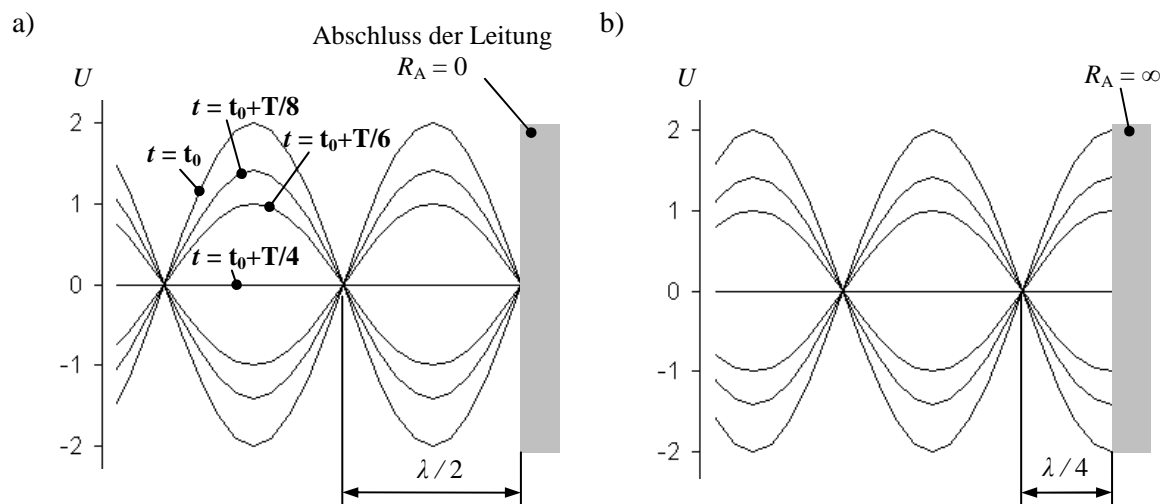 a)
Abschluss der Leitung
R_A = 0
U
t = t_0+T/8
t = t_0+T/6
t = t_0
t = t_0+T/4
2
1
0
-1
-2
λ / 2
b)
R_A = ∞
U
2
1
0
-1
-2
λ / 4